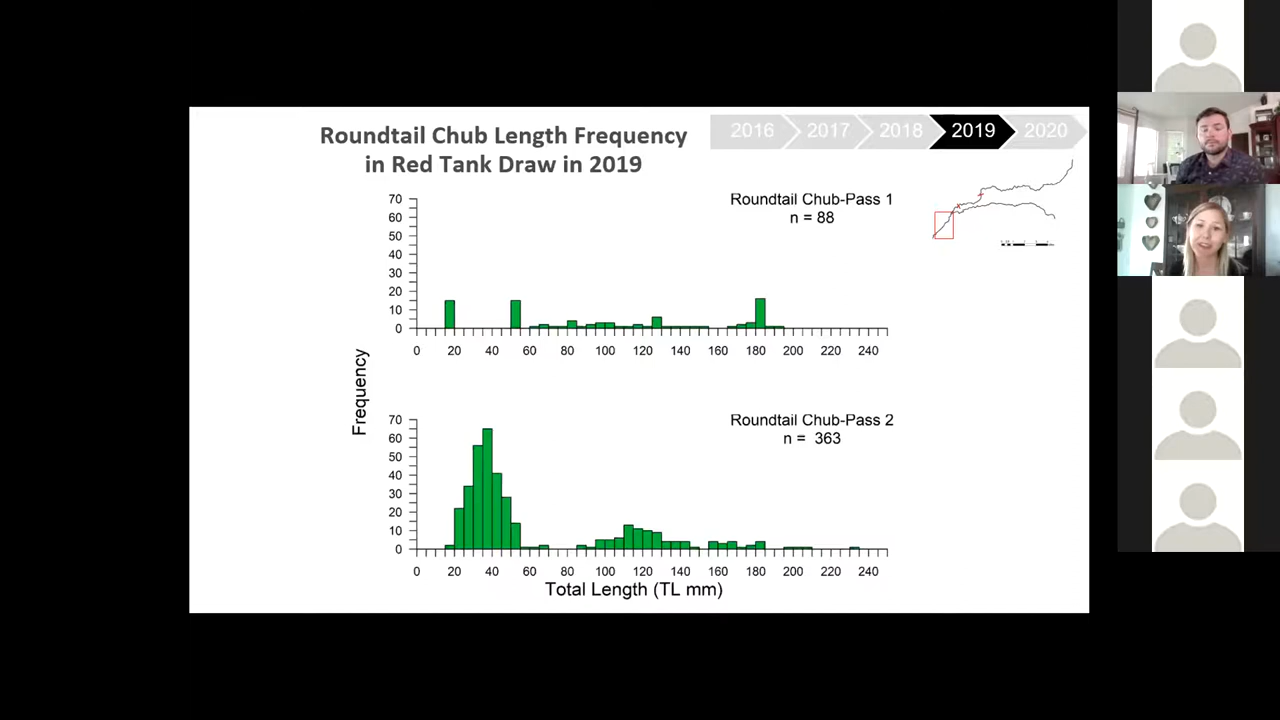 Roundtail Chub Length Frequency
in Red Tank Draw in 2019
2016 2017 2018 2019 2020
Roundtail Chub-Pass 1
n = 88
70
60
50
40
30
20
10
0
0 20 40 60 80 100 120 140 160 180 200 220 240
Frequency
Roundtail Chub-Pass 2
n = 363
70
60
50
40
30
20
10
0
0 20 40 60 80 100 120 140 160 180 200 220 240
Total Length (TL mm)